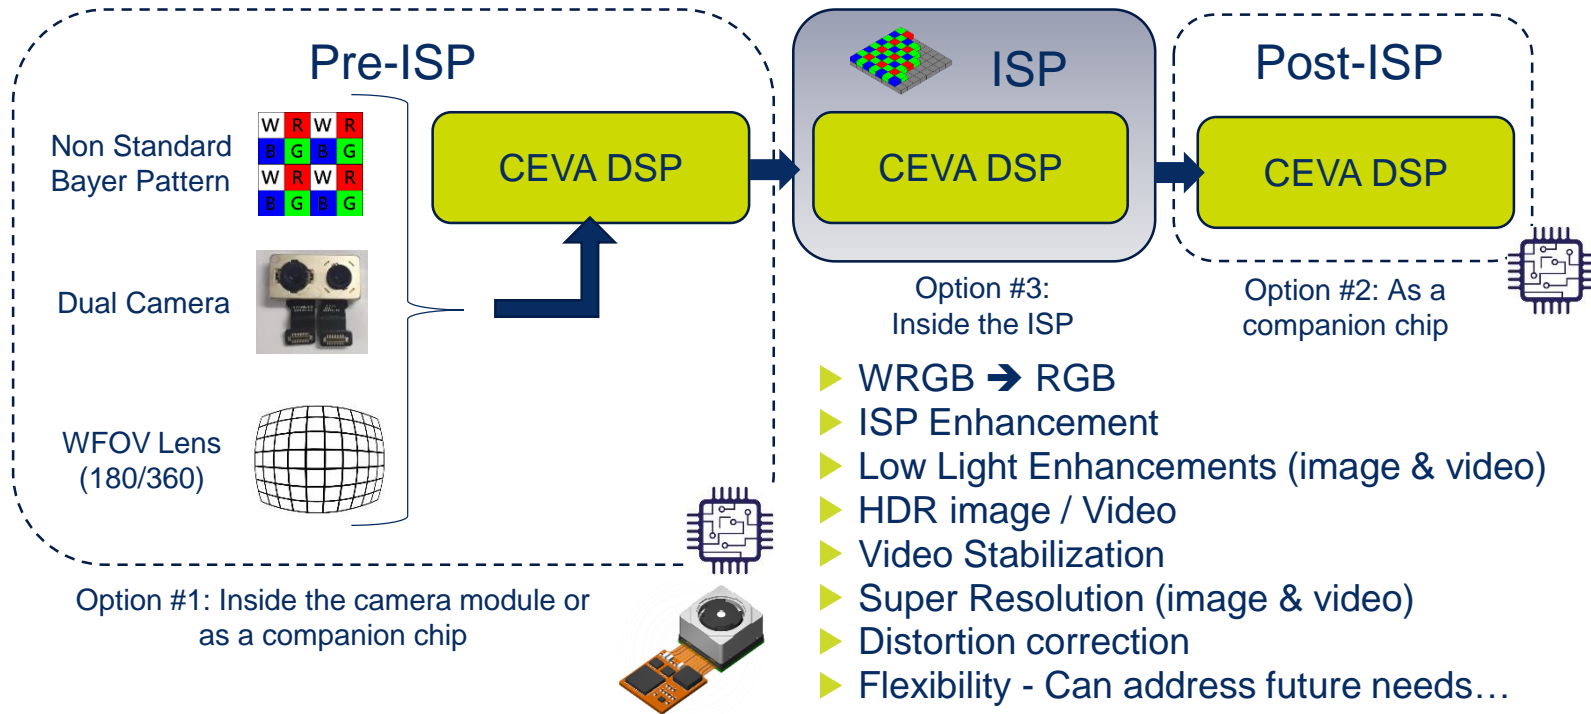 Pre-ISP
Non Standard
Bayer Pattern
W R W R
B G B G
W R W R
B G B G
CEVA DSP
Dual Camera
WFOV Lens
(180/360)
Option #1: Inside the camera module or
as a companion chip
ISP
CEVA DSP
Option #3:
Inside the ISP
Post-ISP
CEVA DSP
Option #2: As a
companion chip
WRGB ➔ RGB
ISP Enhancement
Low Light Enhancements (image & video)
HDR image / Video
Video Stabilization
Super Resolution (image & video)
Distortion correction
Flexibility - Can address future needs…